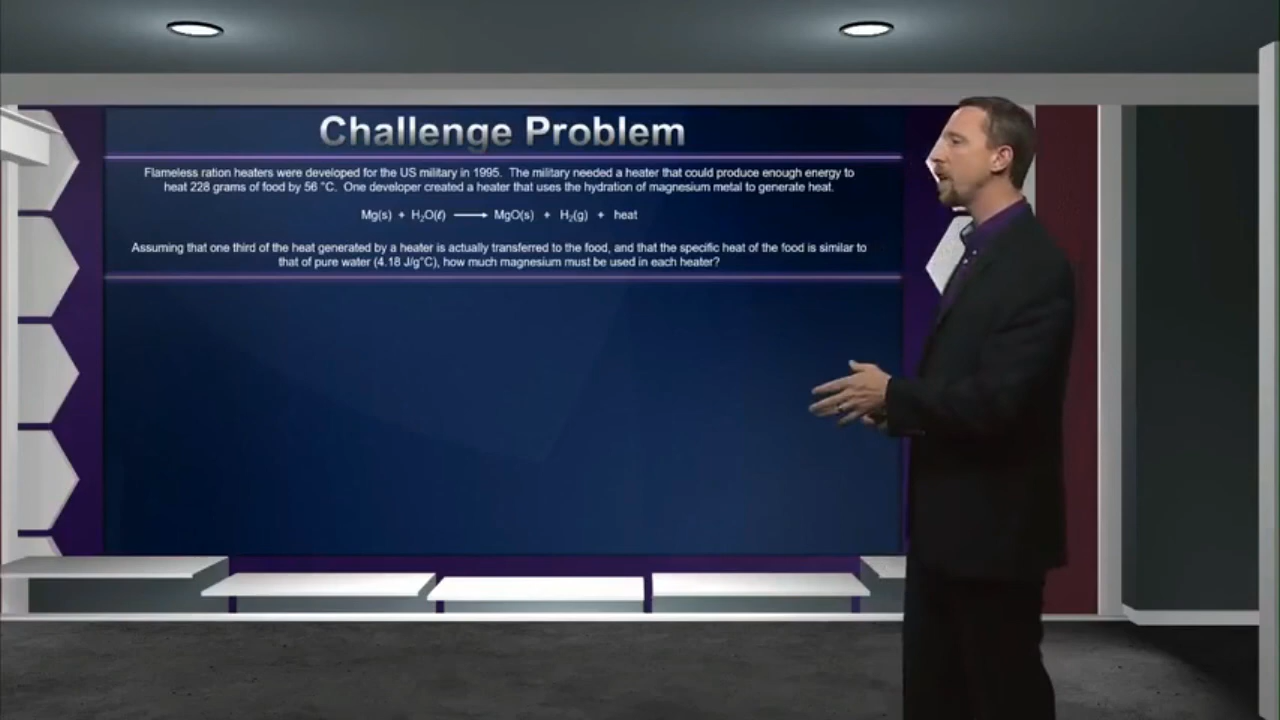 Challenge Problem
Flameless ration heaters were developed for the US military in 1995. The military needed a heater that could produce enough energy to
heat 228 grams of food by 56 °C. One developer created a heater that uses the hydration of magnesium metal to generate heat.
Mg(s) + H₂O(ℓ) ⟶ MgO(s) + H₂(g) + heat
Assuming that one third of the heat generated by a heater is actually transferred to the food, and that the specific heat of the food is similar to
that of pure water (4.18 J/g°C), how much magnesium must be used in each heater?